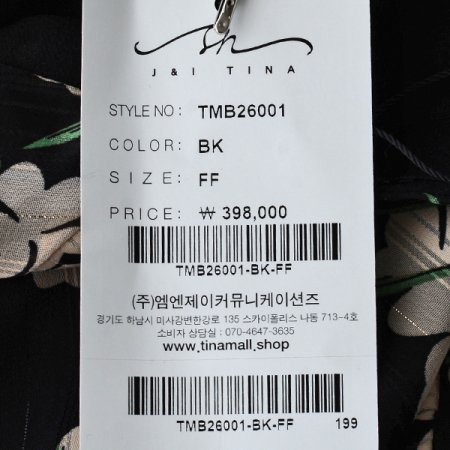 sh
J & I TINA
STYLE NO : TMB26001
COLOR: BK
SIZE: FF
PRICE: ₩ 398,000
TMB26001-BK-FF
(주)엠엔제이커뮤니케이션즈
경기도 하남시 미사강변한강로 135 스카이폴리스 나동 713-4호
소비자 상담실 : 070-4647-3635
www.tinamall.shop
TMB26001-BK-FF 199